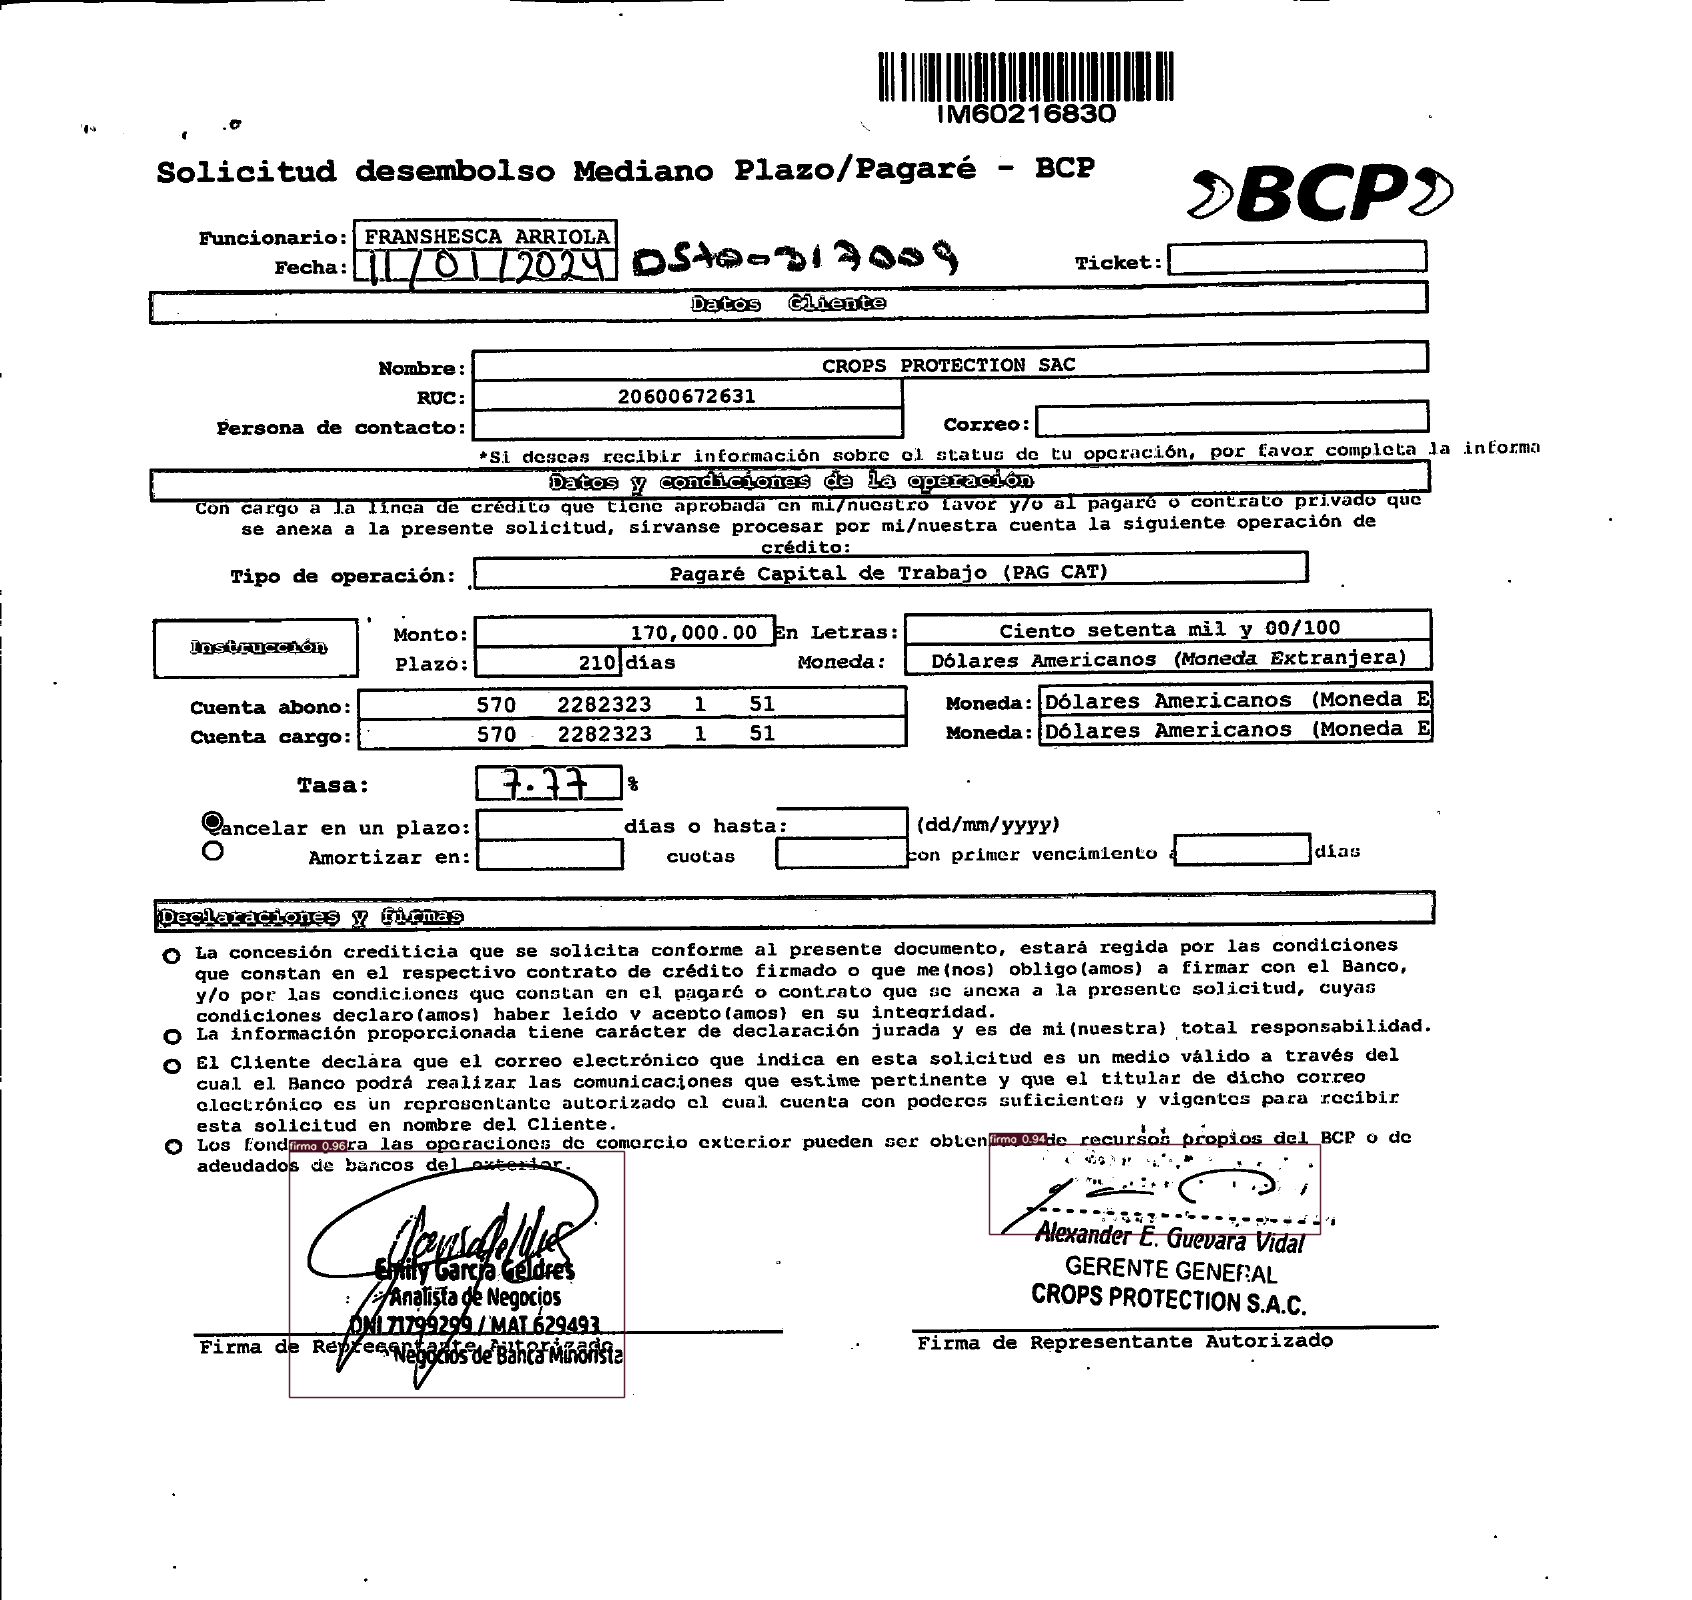 IM60216830
Solicitud desembolso Mediano Plazo/Pagaré - BCP
BCP
Funcionario: FRANSHESCA ARRIOLA
Fecha: 11/01/2024
Ticket:
Datos Cliente
Nombre: CROPS PROTECTION SAC
RUC: 20600672631
Persona de contacto: Correo:
*Si deseas recibir información sobre el status de tu operación, por favor completa la informa
Datos y condiciones de la operación
Con cargo a la línea de crédito que tiene aprobada en mi/nuestro favor y/o al pagaré o contrato privado que
se anexa a la presente solicitud, sírvanse procesar por mi/nuestra cuenta la siguiente operación de
crédito:
Tipo de operación: Pagaré Capital de Trabajo (PAG CAT)
Instrucción
Monto: 170,000.00 En Letras: Ciento setenta mil y 00/100
Plazo: 210 días Moneda: Dólares Americanos (Moneda Extranjera)
Cuenta abono: 570 2282323 1 51 Moneda: Dólares Americanos (Moneda E
Cuenta cargo: 570 2282323 1 51 Moneda: Dólares Americanos (Moneda E
Tasa: 7.77 %
Cancelar en un plazo: días o hasta: (dd/mm/yyyy)
Amortizar en: cuotas con primer vencimiento a días
Declaraciones y firmas
La concesión crediticia que se solicita conforme al presente documento, estará regida por las condiciones
que constan en el respectivo contrato de crédito firmado o que me(nos) obligo(amos) a firmar con el Banco,
y/o por las condiciones que constan en el pagaré o contrato que se anexa a la presente solicitud, cuyas
condiciones declaro(amos) haber leído y acepto(amos) en su integridad.
La información proporcionada tiene carácter de declaración jurada y es de mi(nuestra) total responsabilidad.
El Cliente declara que el correo electrónico que indica en esta solicitud es un medio válido a través del
cual el Banco podrá realizar las comunicaciones que estime pertinente y que el titular de dicho correo
electrónico es un representante autorizado el cual cuenta con poderes suficientes y vigentes para recibir
esta solicitud en nombre del Cliente.
Los fond firma 0.96 ra las operaciones de comercio exterior pueden ser obten firma 0.94 de recursos propios del BCP o de
adeudados de bancos del exterior.
Emily García Geldres
Analista de Negocios
DNI 71799299 / MAT 629493
Negocios de Banca Minorista
Firma de Representante Autorizado
Alexander E. Guevara Vidal
GERENTE GENERAL
CROPS PROTECTION S.A.C.
Firma de Representante Autorizado